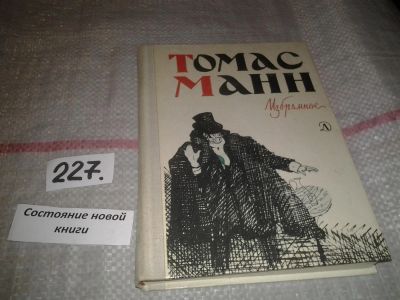 Томас
Манн
Избранное
227.
Состояние новой
книги